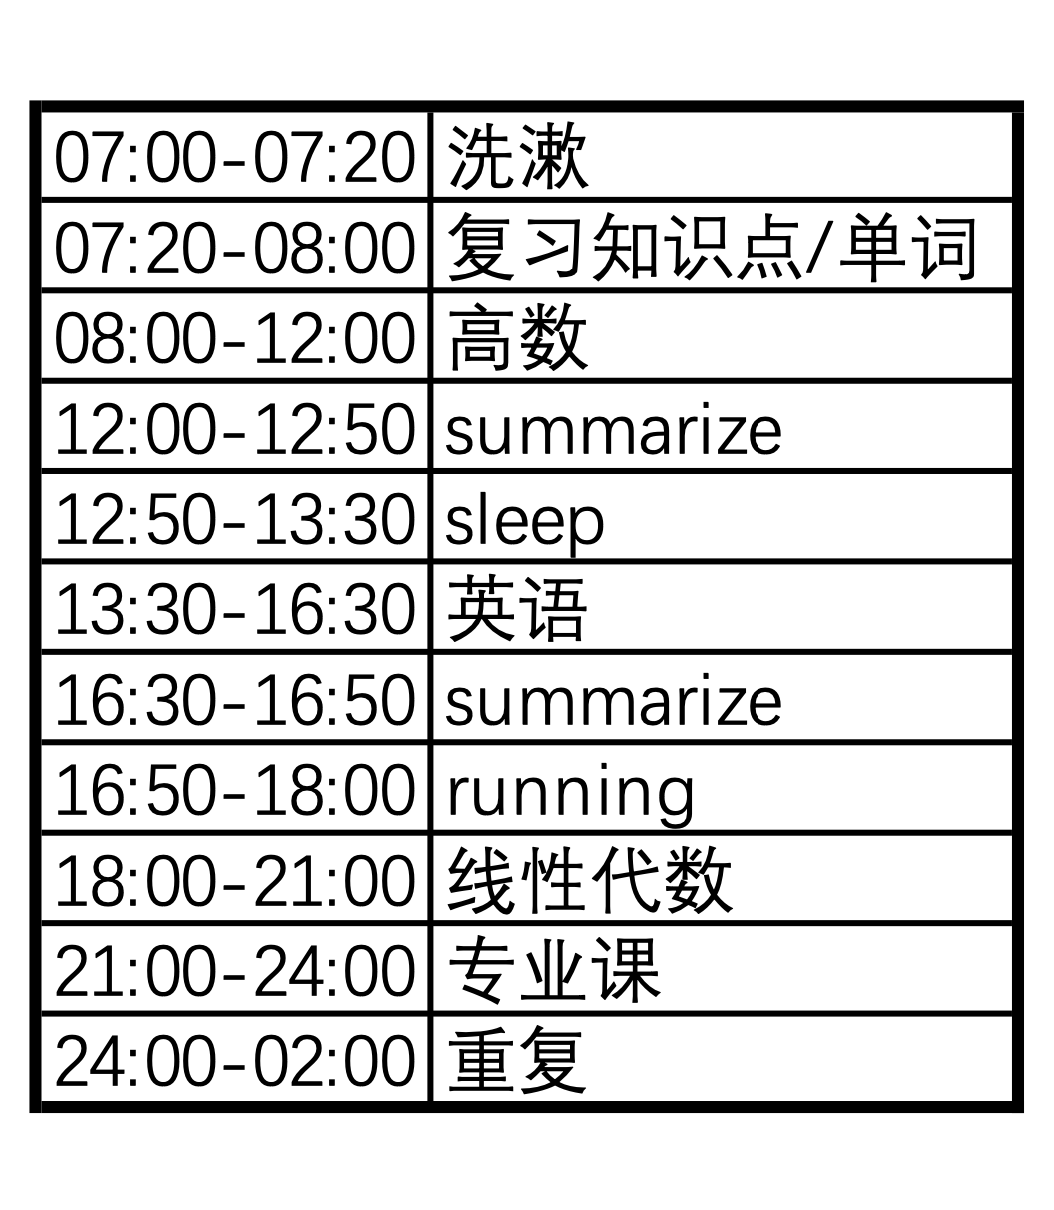 07:00-07:20 洗漱
07:20-08:00 复习知识点/单词
08:00-12:00 高数
12:00-12:50 summarize
12:50-13:30 sleep
13:30-16:30 英语
16:30-16:50 summarize
16:50-18:00 running
18:00-21:00 线性代数
21:00-24:00 专业课
24:00-02:00 重复